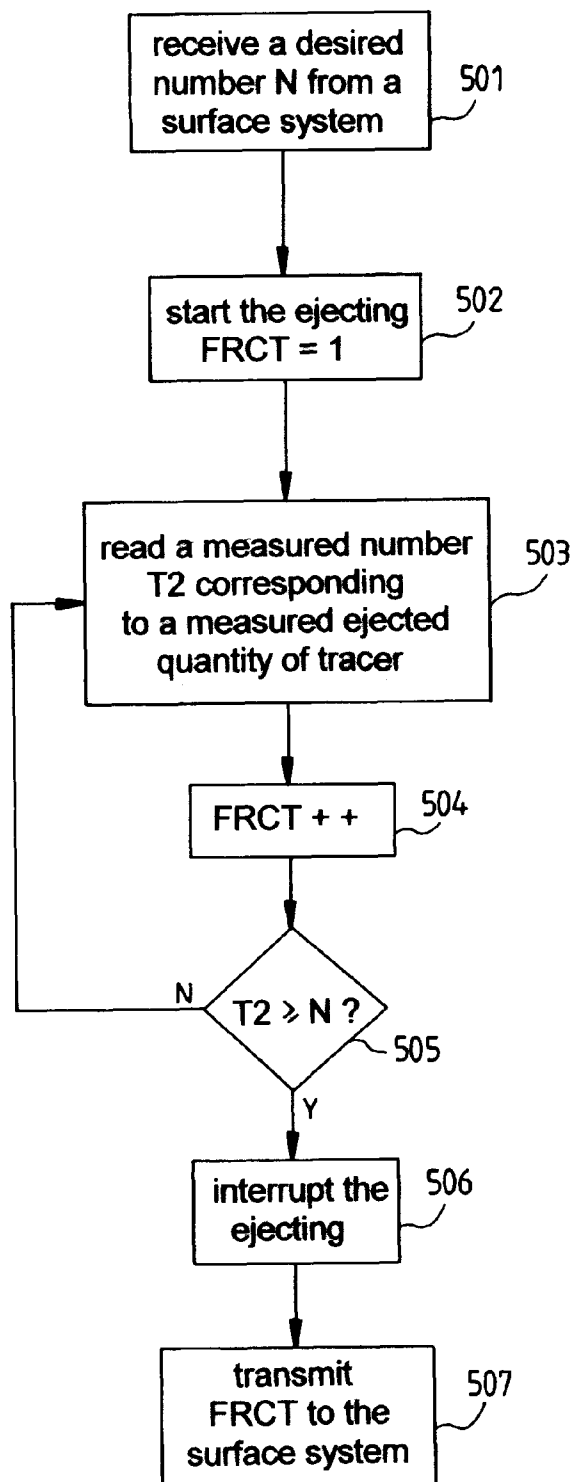 receive a desired
number N from a
surface system
501
start the ejecting
FRCT = 1
502
read a measured number
T2 corresponding
to a measured ejected
quantity of tracer
503
FRCT + +
504
N
T2 ⩾ N ?
505
Y
interrupt the
ejecting
506
transmit
FRCT to the
surface system
507